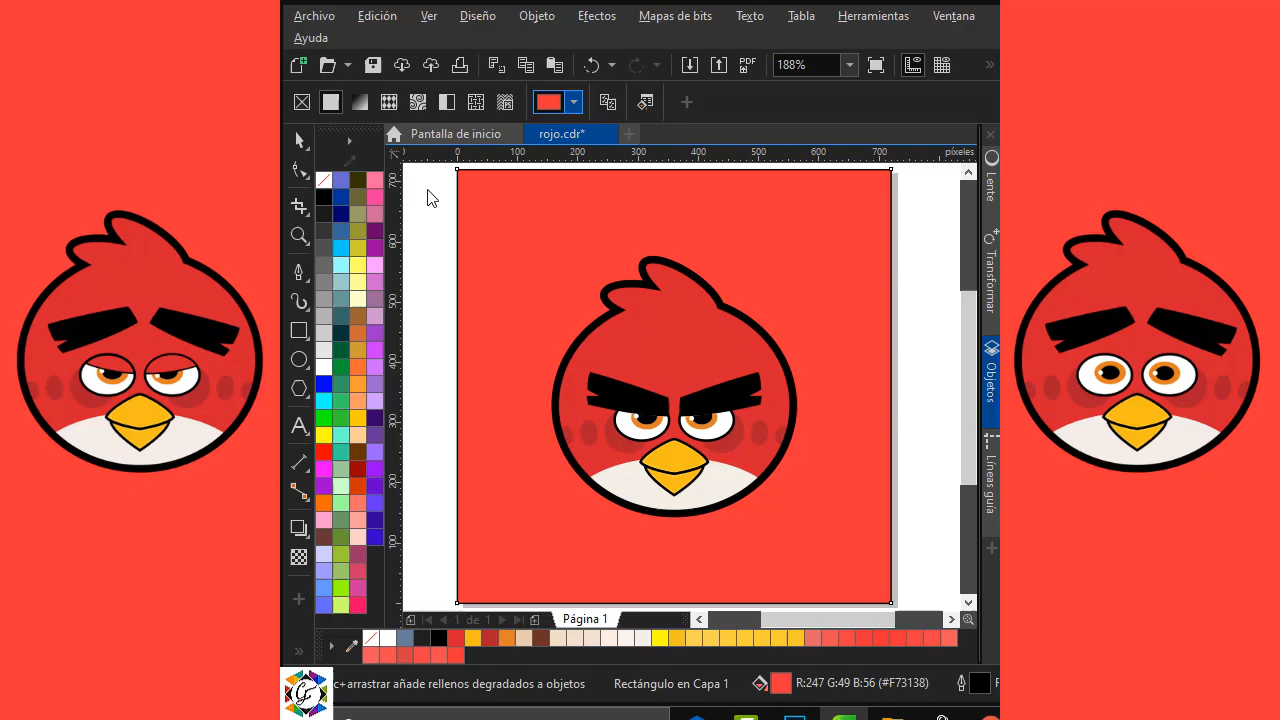 Archivo Edición Ver Diseño Objeto Efectos Mapas de bits Texto Tabla Herramientas Ventana
Ayuda
PDF 188%
Pantalla de inicio rojo.cdr*
0 100 200 300 400 500 600 700 píxeles
700
600
500
400
300
200
100
Lente
Transformar
Objetos
Líneas guía
1 de 1 Página 1
c+arrastrar añade rellenos degradados a objetos Rectángulo en Capa 1 R:247 G:49 B:56 (#F73138)